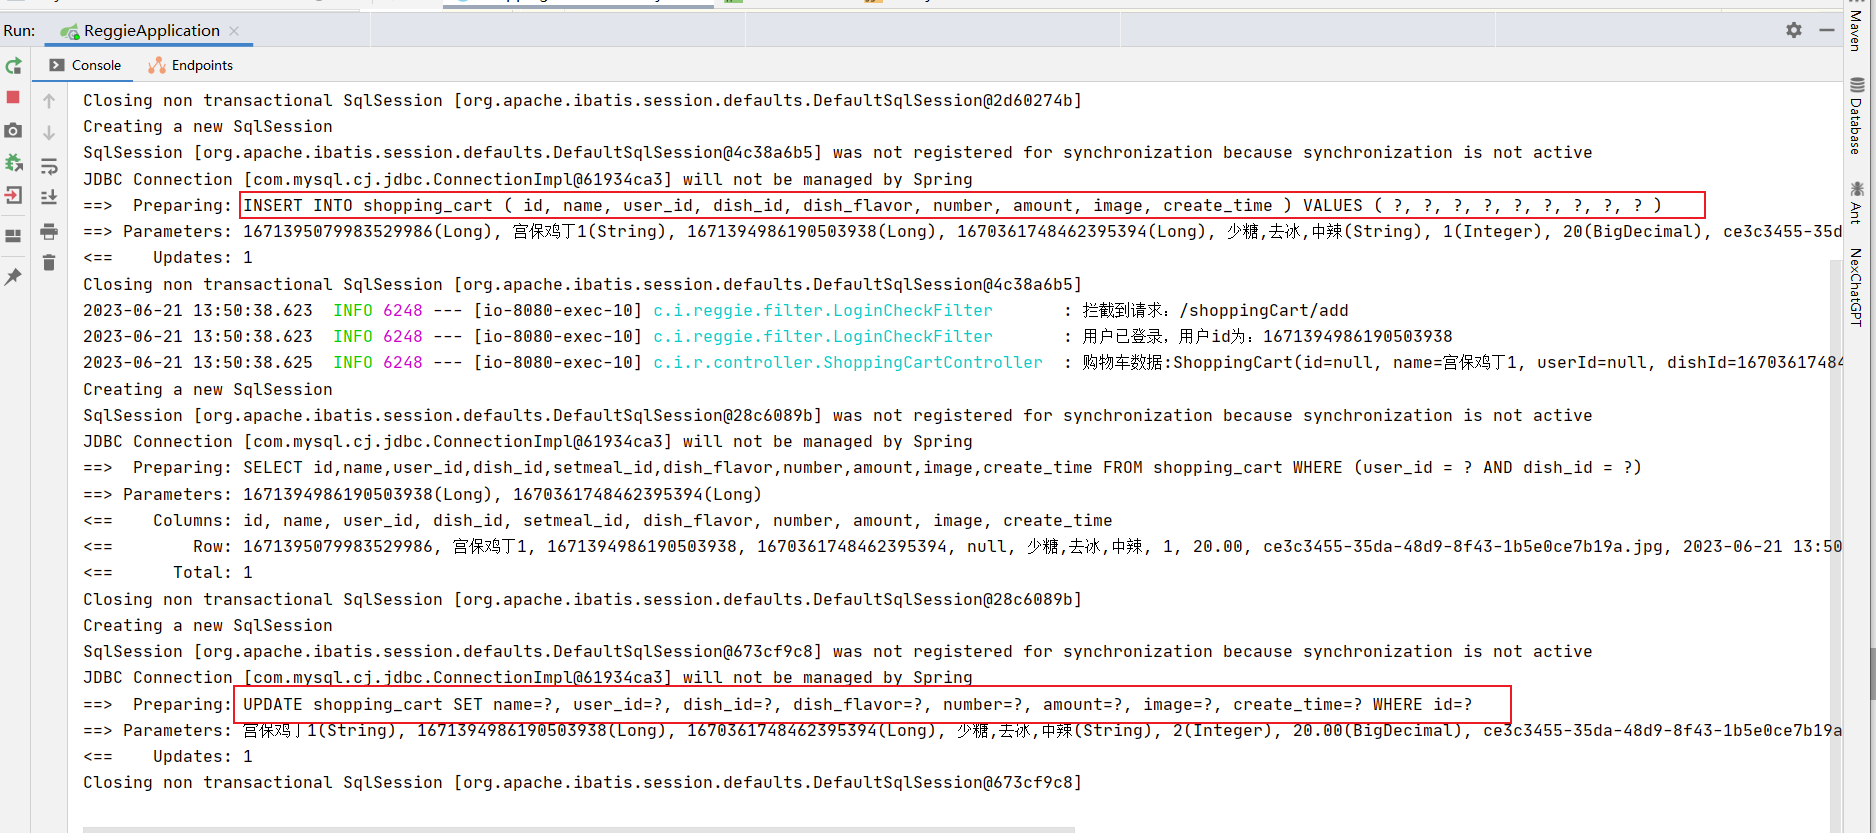 Run: ReggieApplication
Console Endpoints
Closing non transactional SqlSession [org.apache.ibatis.session.defaults.DefaultSqlSession@2d60274b]
Creating a new SqlSession
SqlSession [org.apache.ibatis.session.defaults.DefaultSqlSession@4c38a6b5] was not registered for synchronization because synchronization is not active
JDBC Connection [com.mysql.cj.jdbc.ConnectionImpl@61934ca3] will not be managed by Spring
==>  Preparing: INSERT INTO shopping_cart ( id, name, user_id, dish_id, dish_flavor, number, amount, image, create_time ) VALUES ( ?, ?, ?, ?, ?, ?, ?, ?, ? )
==> Parameters: 1671395079983529986(Long), 宫保鸡丁1(String), 1671394986190503938(Long), 1670361748462395394(Long), 少糖,去冰,中辣(String), 1(Integer), 20(BigDecimal), ce3c3455-35d
<==    Updates: 1
Closing non transactional SqlSession [org.apache.ibatis.session.defaults.DefaultSqlSession@4c38a6b5]
2023-06-21 13:50:38.623  INFO 6248 --- [io-8080-exec-10] c.i.reggie.filter.LoginCheckFilter       : 拦截到请求：/shoppingCart/add
2023-06-21 13:50:38.623  INFO 6248 --- [io-8080-exec-10] c.i.reggie.filter.LoginCheckFilter       : 用户已登录，用户id为：1671394986190503938
2023-06-21 13:50:38.625  INFO 6248 --- [io-8080-exec-10] c.i.r.controller.ShoppingCartController  : 购物车数据:ShoppingCart(id=null, name=宫保鸡丁1, userId=null, dishId=16703617484
Creating a new SqlSession
SqlSession [org.apache.ibatis.session.defaults.DefaultSqlSession@28c6089b] was not registered for synchronization because synchronization is not active
JDBC Connection [com.mysql.cj.jdbc.ConnectionImpl@61934ca3] will not be managed by Spring
==>  Preparing: SELECT id,name,user_id,dish_id,setmeal_id,dish_flavor,number,amount,image,create_time FROM shopping_cart WHERE (user_id = ? AND dish_id = ?)
==> Parameters: 1671394986190503938(Long), 1670361748462395394(Long)
<==    Columns: id, name, user_id, dish_id, setmeal_id, dish_flavor, number, amount, image, create_time
<==        Row: 1671395079983529986, 宫保鸡丁1, 1671394986190503938, 1670361748462395394, null, 少糖,去冰,中辣, 1, 20.00, ce3c3455-35da-48d9-8f43-1b5e0ce7b19a.jpg, 2023-06-21 13:50
<==      Total: 1
Closing non transactional SqlSession [org.apache.ibatis.session.defaults.DefaultSqlSession@28c6089b]
Creating a new SqlSession
SqlSession [org.apache.ibatis.session.defaults.DefaultSqlSession@673cf9c8] was not registered for synchronization because synchronization is not active
JDBC Connection [com.mysql.cj.jdbc.ConnectionImpl@61934ca3] will not be managed by Spring
==>  Preparing: UPDATE shopping_cart SET name=?, user_id=?, dish_id=?, dish_flavor=?, number=?, amount=?, image=?, create_time=? WHERE id=?
==> Parameters: 宫保鸡丁1(String), 1671394986190503938(Long), 1670361748462395394(Long), 少糖,去冰,中辣(String), 2(Integer), 20.00(BigDecimal), ce3c3455-35da-48d9-8f43-1b5e0ce7b19a
<==    Updates: 1
Closing non transactional SqlSession [org.apache.ibatis.session.defaults.DefaultSqlSession@673cf9c8]
Maven
Database
Ant
NexChatGPT